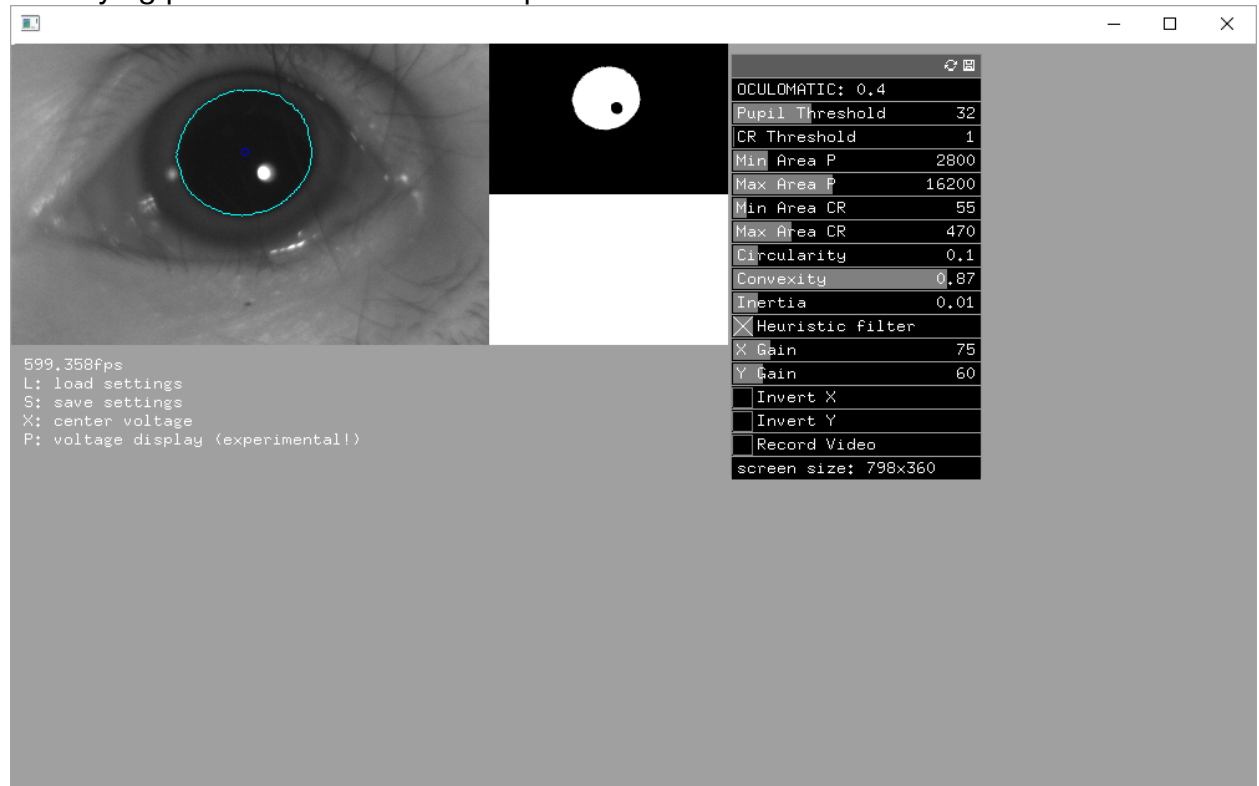 OCULOMATIC: 0.4
Pupil Threshold 32
CR Threshold 1
Min Area P 2800
Max Area P 16200
Min Area CR 55
Max Area CR 470
Circularity 0.1
Convexity 0.87
Inertia 0.01
Heuristic filter
X Gain 75
Y Gain 60
Invert X
Invert Y
Record Video
screen size: 798x360
599.358fps
L: load settings
S: save settings
X: center voltage
P: voltage display (experimental!)